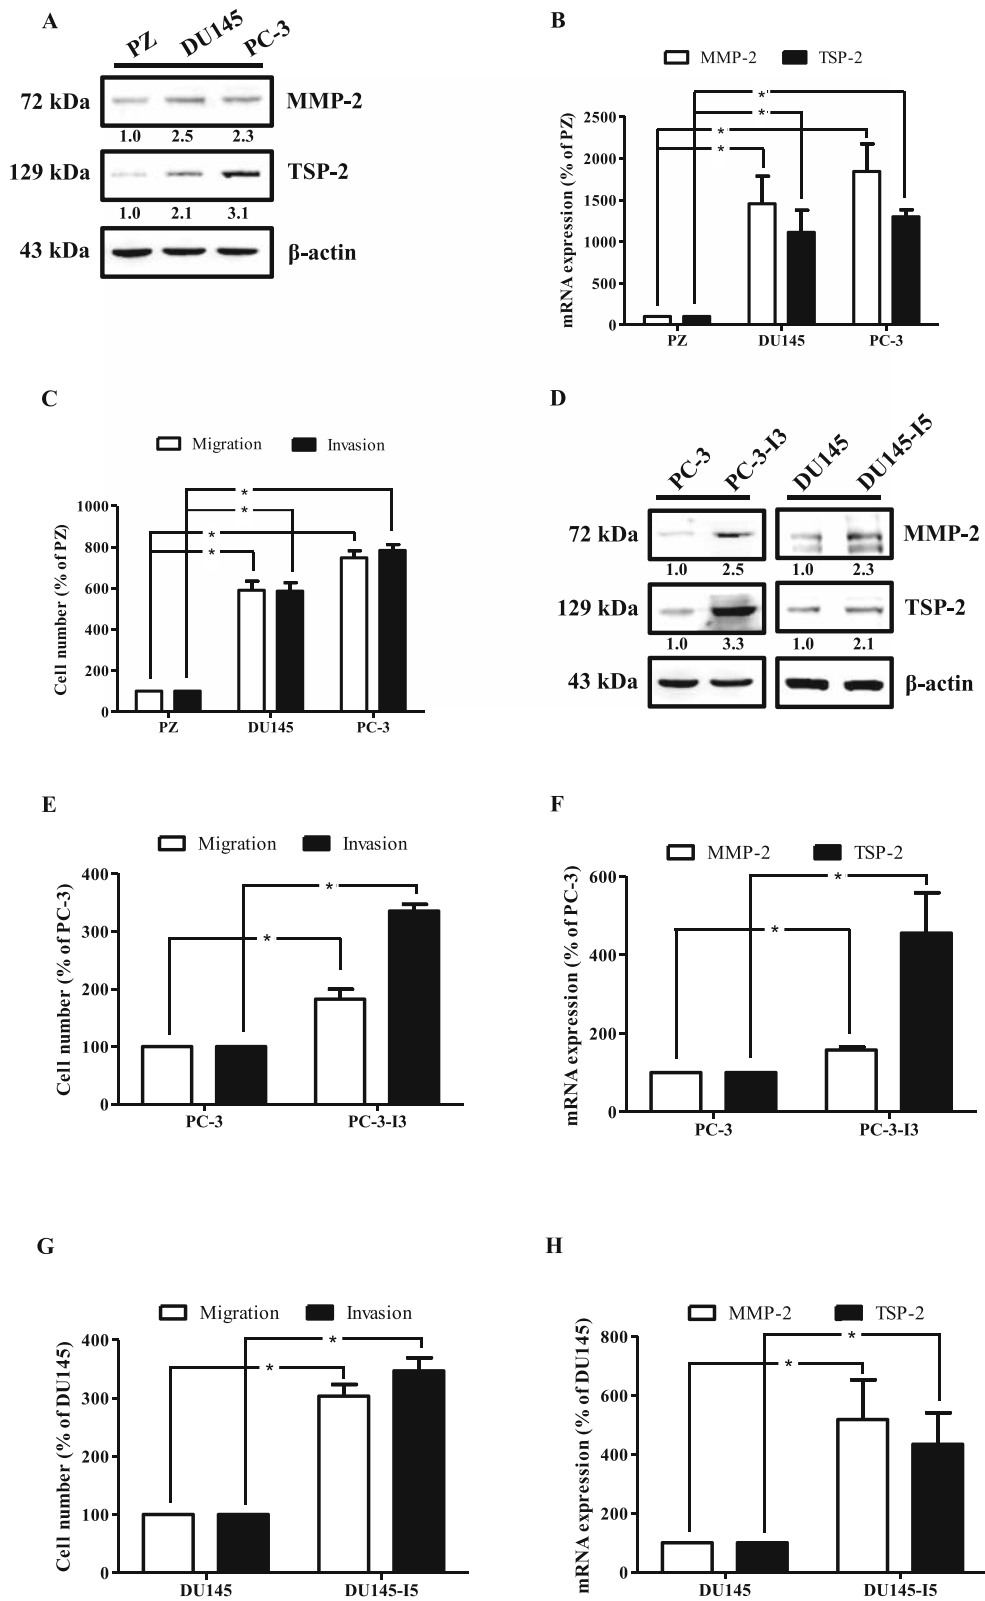 A
PZ DU145 PC-3
72 kDa MMP-2
1.0 2.5 2.3
129 kDa TSP-2
1.0 2.1 3.1
43 kDa β-actin
B
MMP-2 TSP-2
mRNA expression (% of PZ)
2500
2000
1500
1000
500
0
*
*
*
*
PZ DU145 PC-3
C
Migration Invasion
Cell number (% of PZ)
1000
800
600
400
200
0
*
*
*
*
PZ DU145 PC-3
D
PC-3 PC-3-I3 DU145 DU145-I5
72 kDa MMP-2
1.0 2.5 1.0 2.3
129 kDa TSP-2
1.0 3.3 1.0 2.1
43 kDa β-actin
E
Migration Invasion
Cell number (% of PC-3)
400
300
200
100
0
*
*
PC-3 PC-3-I3
F
MMP-2 TSP-2
mRNA expression (% of PC-3)
600
400
200
0
*
*
PC-3 PC-3-I3
G
Migration Invasion
Cell number (% of DU145)
400
300
200
100
0
*
*
DU145 DU145-I5
H
MMP-2 TSP-2
mRNA expression (% of DU145)
800
600
400
200
0
*
*
DU145 DU145-I5